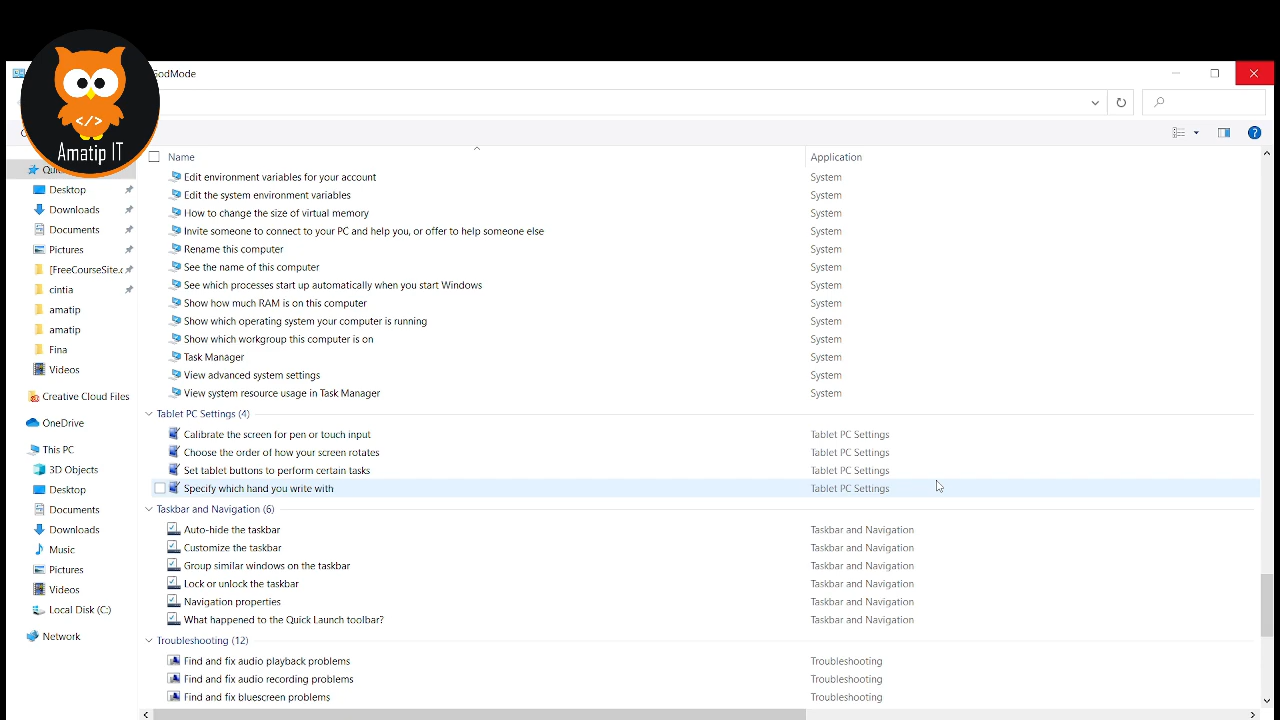 GodMode
</>
Amatip IT
Name
Application
Edit environment variables for your account System
Edit the system environment variables System
How to change the size of virtual memory System
Invite someone to connect to your PC and help you, or offer to help someone else System
Rename this computer System
See the name of this computer System
See which processes start up automatically when you start Windows System
Show how much RAM is on this computer System
Show which operating system your computer is running System
Show which workgroup this computer is on System
Task Manager System
View advanced system settings System
View system resource usage in Task Manager System
Tablet PC Settings (4)
Calibrate the screen for pen or touch input Tablet PC Settings
Choose the order of how your screen rotates Tablet PC Settings
Set tablet buttons to perform certain tasks Tablet PC Settings
Specify which hand you write with Tablet PC Settings
Taskbar and Navigation (6)
Auto-hide the taskbar Taskbar and Navigation
Customize the taskbar Taskbar and Navigation
Group similar windows on the taskbar Taskbar and Navigation
Lock or unlock the taskbar Taskbar and Navigation
Navigation properties Taskbar and Navigation
What happened to the Quick Launch toolbar? Taskbar and Navigation
Troubleshooting (12)
Find and fix audio playback problems Troubleshooting
Find and fix audio recording problems Troubleshooting
Find and fix bluescreen problems Troubleshooting
Desktop
Downloads
Documents
Pictures
[FreeCourseSite.c
cintia
amatip
amatip
Fina
Videos
Creative Cloud Files
OneDrive
This PC
3D Objects
Desktop
Documents
Downloads
Music
Pictures
Videos
Local Disk (C:)
Network